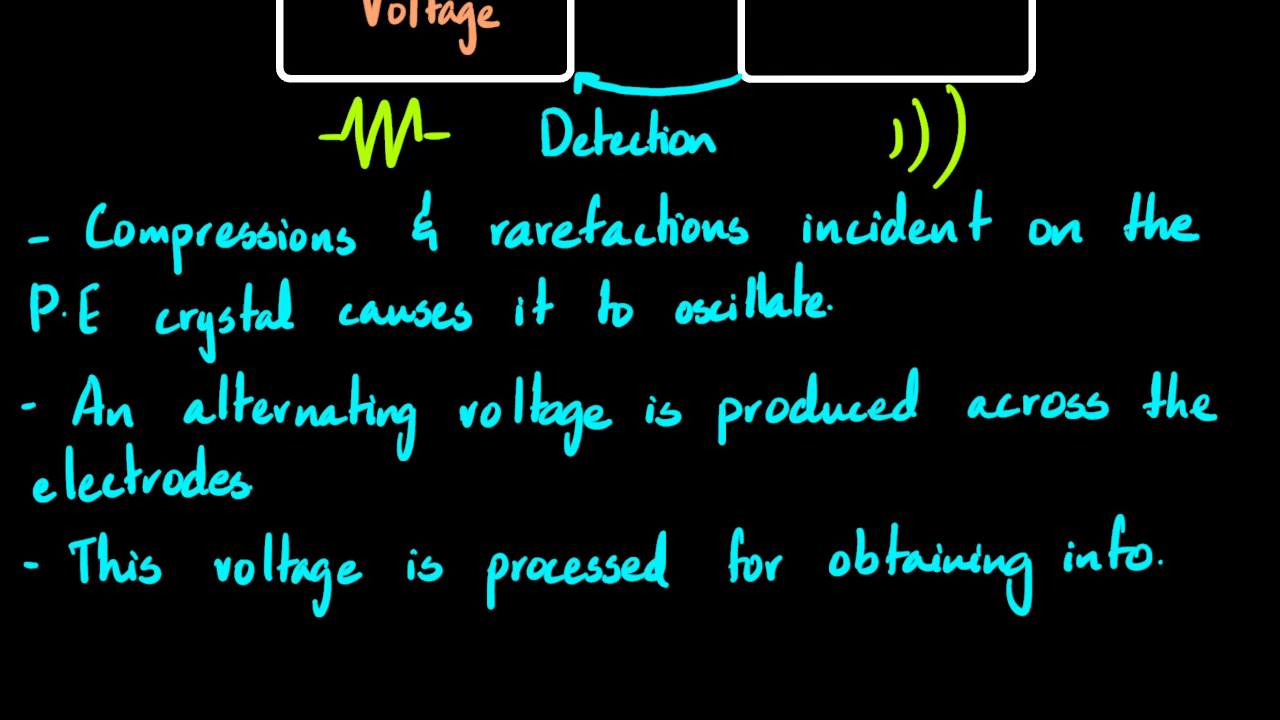 Voltage
Detection
- Compressions & rarefactions incident on the
P.E crystal causes it to oscillate.
- An alternating voltage is produced across the
electrodes
- This voltage is processed for obtaining info.